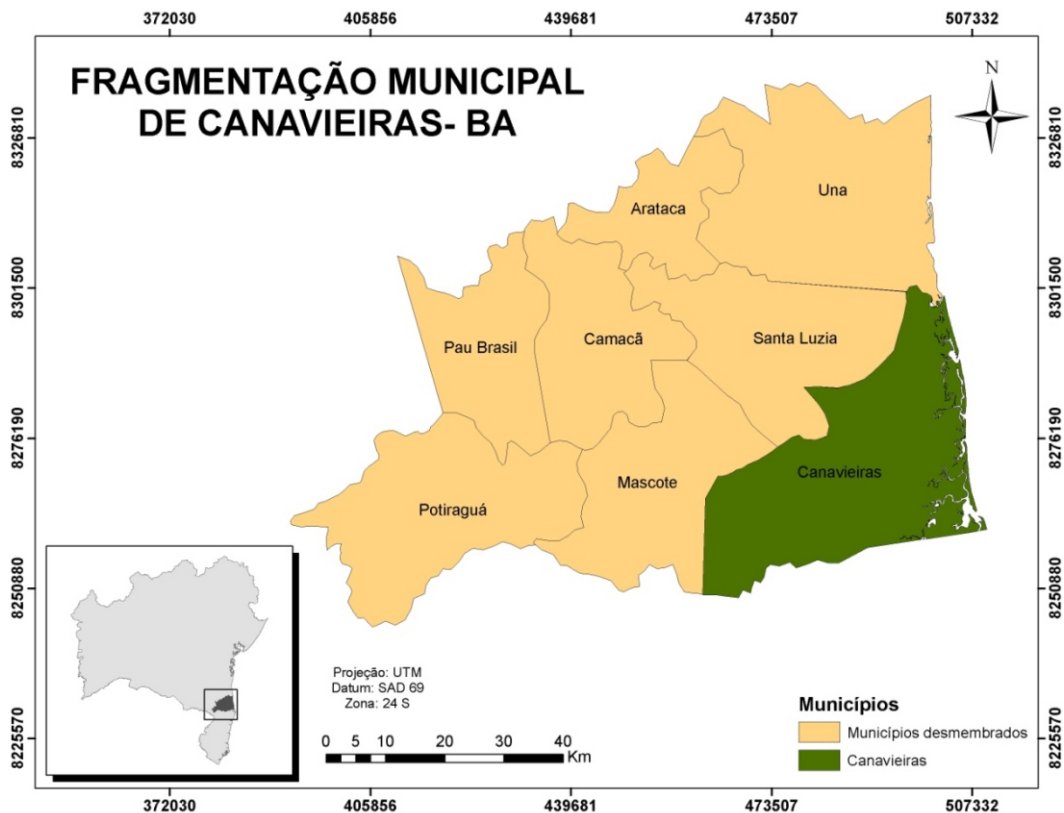 372030
405856
439681
473507
507332
FRAGMENTAÇÃO MUNICIPAL
DE CANAVIEIRAS- BA
N
8326810
8326810
Una
Arataca
8301500
8301500
Pau Brasil
Camacã
Santa Luzia
8276190
8276190
Canavieiras
Mascote
Potiraguá
8250880
8250880
Projeção: UTM
Datum: SAD 69
Zona: 24 S
Municípios
Municípios desmembrados
Canavieiras
8225570
8225570
0 5 10 20 30 40
Km
372030
405856
439681
473507
507332